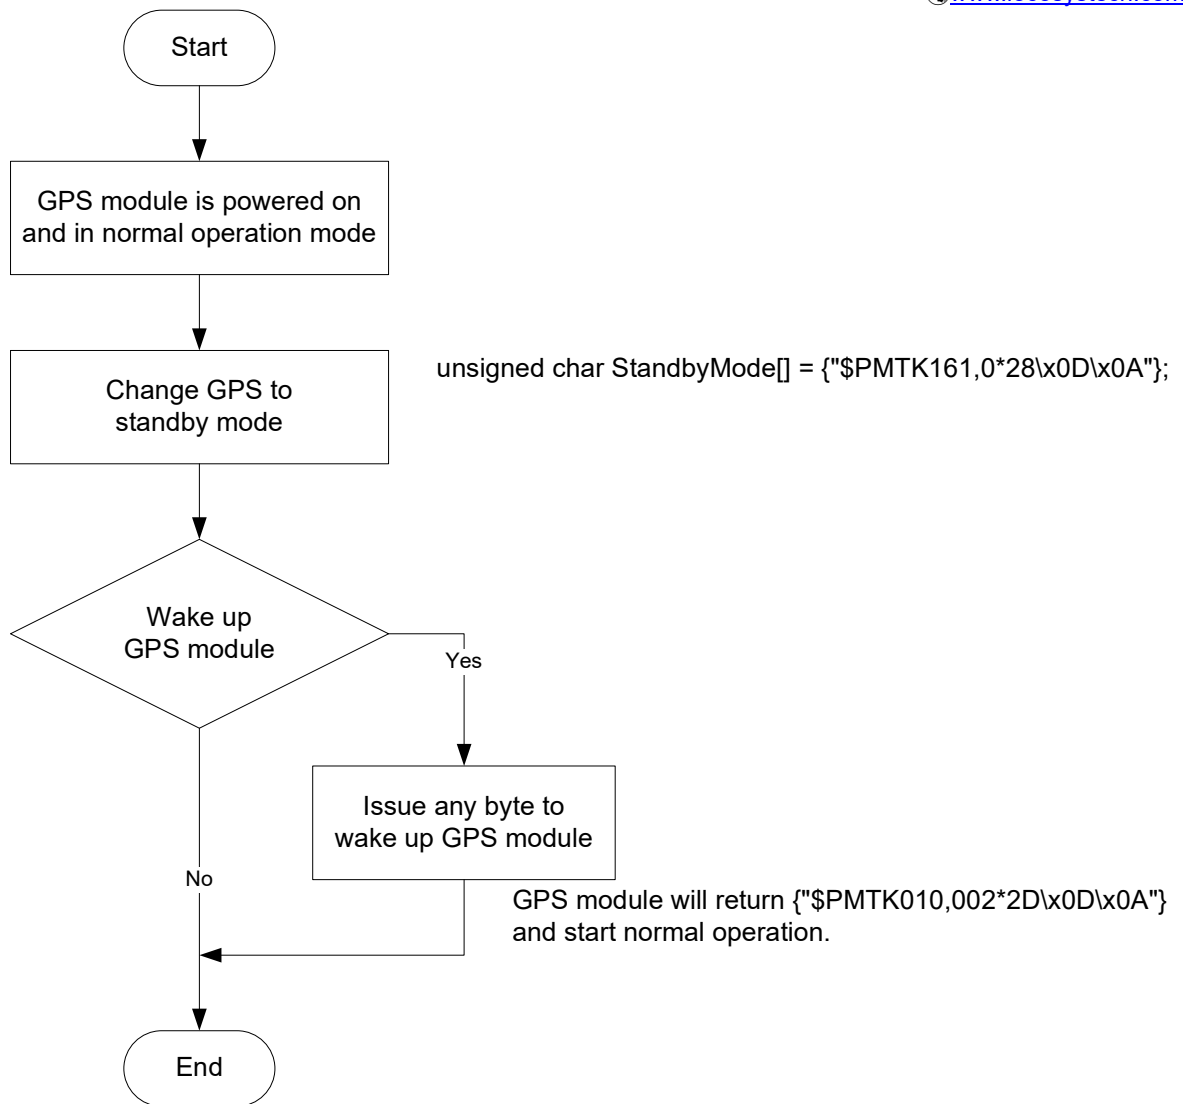 Start
GPS module is powered on
and in normal operation mode
Change GPS to
standby mode
unsigned char StandbyMode[] = {"$PMTK161,0*28\x0D\x0A"};
Wake up
GPS module
Yes
Issue any byte to
wake up GPS module
No
GPS module will return {"$PMTK010,002*2D\x0D\x0A"}
and start normal operation.
End